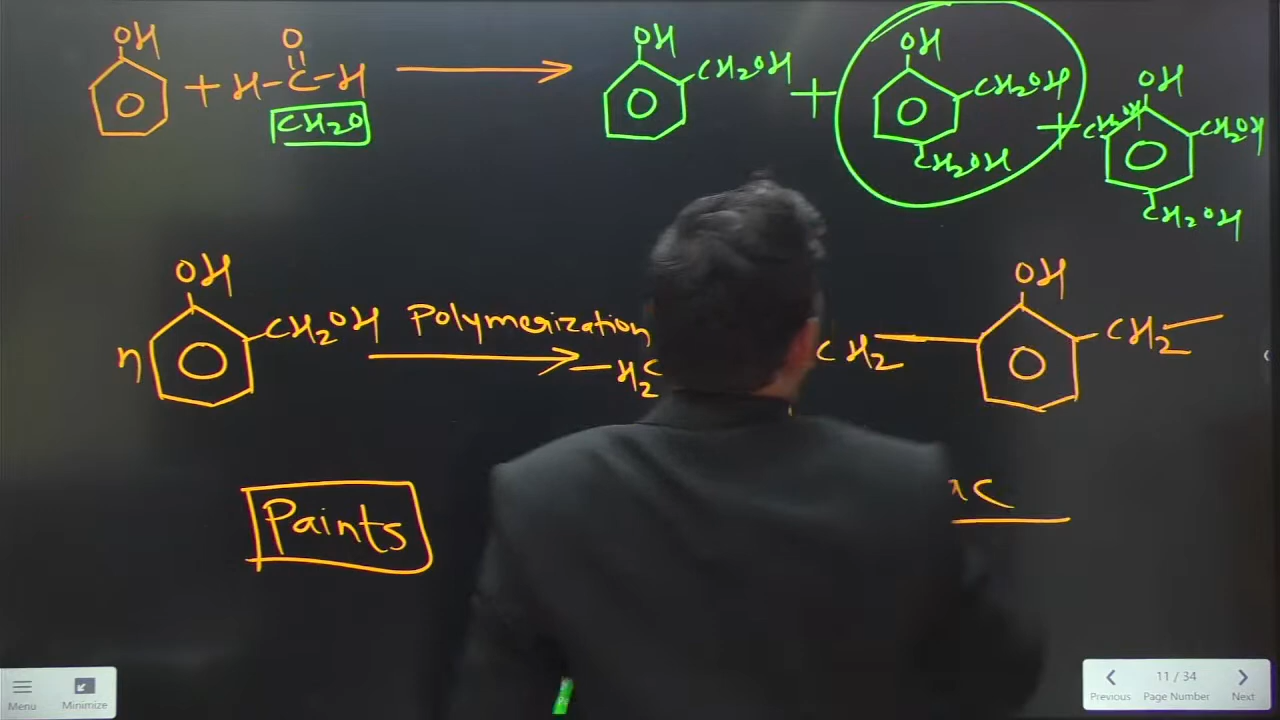 OH
O
+ H-C-H
CH2O
OH
CH2OH
+
OH
CH2OH
CH2OH
+
OH
CH2OH
CH2OH
CH2OH
n
OH
CH2OH
Polymerization
-H2C
CH2
OH
CH2
Paints
Menu
Minimize
11 / 34
Previous
Page Number
Next